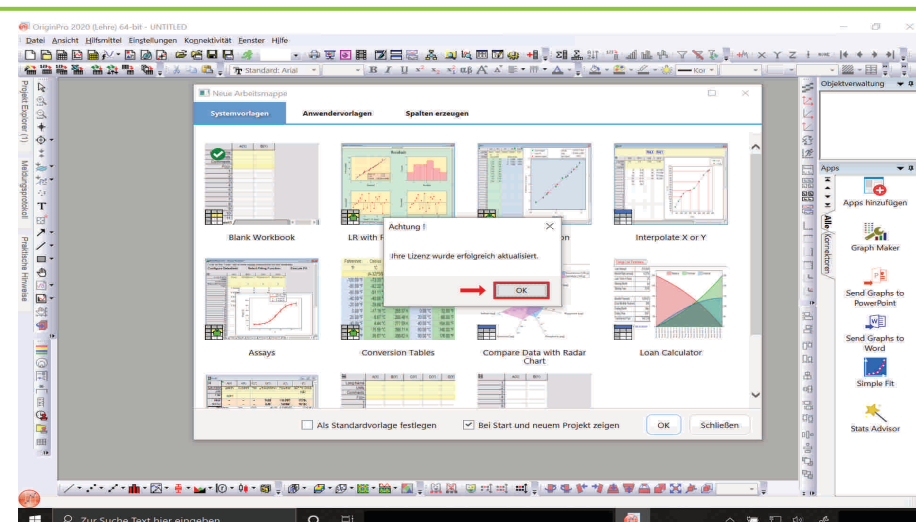 OriginPro 2020 (Lehre) 64-bit - UNTITLED
Datei Ansicht Hilfsmittel Einstellungen Konnektivität Fenster Hilfe
Standard: Arial
Projekt Explorer (1)
Meldungsprotokoll
Praktische Hinweise
Neue Arbeitsmappe
Systemvorlagen Anwendervorlagen Spalten erzeugen
Blank Workbook
LR with
Interpolate X or Y
Achtung !
Ihre Lizenz wurde erfolgreich aktualisiert.
OK
Assays
Conversion Tables
Compare Data with Radar
Chart
Loan Calculator
Als Standardvorlage festlegen
Bei Start und neuem Projekt zeigen
OK Schließen
Objektverwaltung
Apps
Alle
Konnektoren
Apps hinzufügen
Graph Maker
Send Graphs to
PowerPoint
Send Graphs to
Word
Simple Fit
Stats Advisor
Zur Suche Text hier eingeben